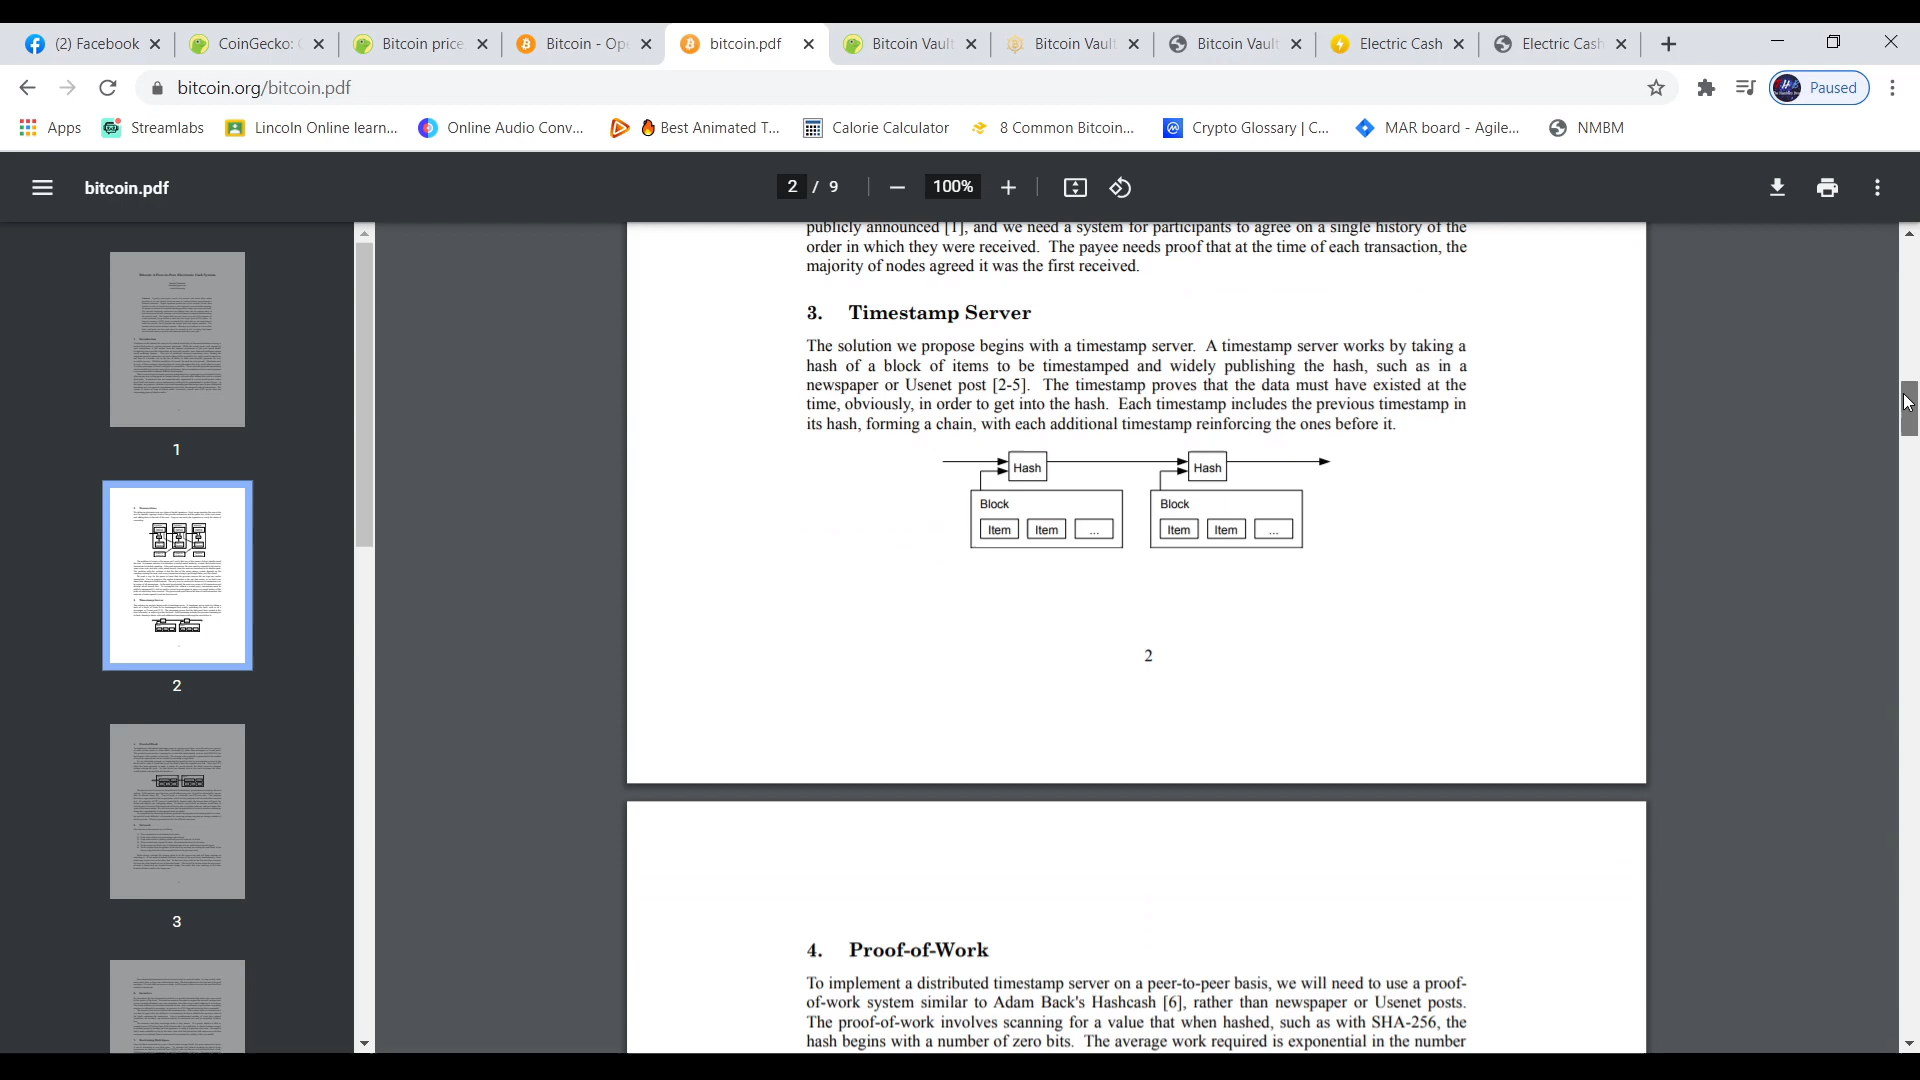 (2) Facebook
CoinGecko:
Bitcoin price
Bitcoin - Op
bitcoin.pdf
Bitcoin Vault
Bitcoin Vault
Bitcoin Vault
Electric Cash
Electric Cash
bitcoin.org/bitcoin.pdf
Paused
Apps
Streamlabs
Lincoln Online learn...
Online Audio Conv...
Best Animated T...
Calorie Calculator
8 Common Bitcoin...
Crypto Glossary | C...
MAR board - Agile...
NMBM
bitcoin.pdf
2 / 9
100%
1
2
3
publicly announced [1], and we need a system for participants to agree on a single history of the
order in which they were received. The payee needs proof that at the time of each transaction, the
majority of nodes agreed it was the first received.
3. Timestamp Server
The solution we propose begins with a timestamp server. A timestamp server works by taking a
hash of a block of items to be timestamped and widely publishing the hash, such as in a
newspaper or Usenet post [2-5]. The timestamp proves that the data must have existed at the
time, obviously, in order to get into the hash. Each timestamp includes the previous timestamp in
its hash, forming a chain, with each additional timestamp reinforcing the ones before it.
Hash
Hash
Block
Block
Item Item ...
Item Item ...
2
4. Proof-of-Work
To implement a distributed timestamp server on a peer-to-peer basis, we will need to use a proof-
of-work system similar to Adam Back's Hashcash [6], rather than newspaper or Usenet posts.
The proof-of-work involves scanning for a value that when hashed, such as with SHA-256, the
hash begins with a number of zero bits. The average work required is exponential in the number